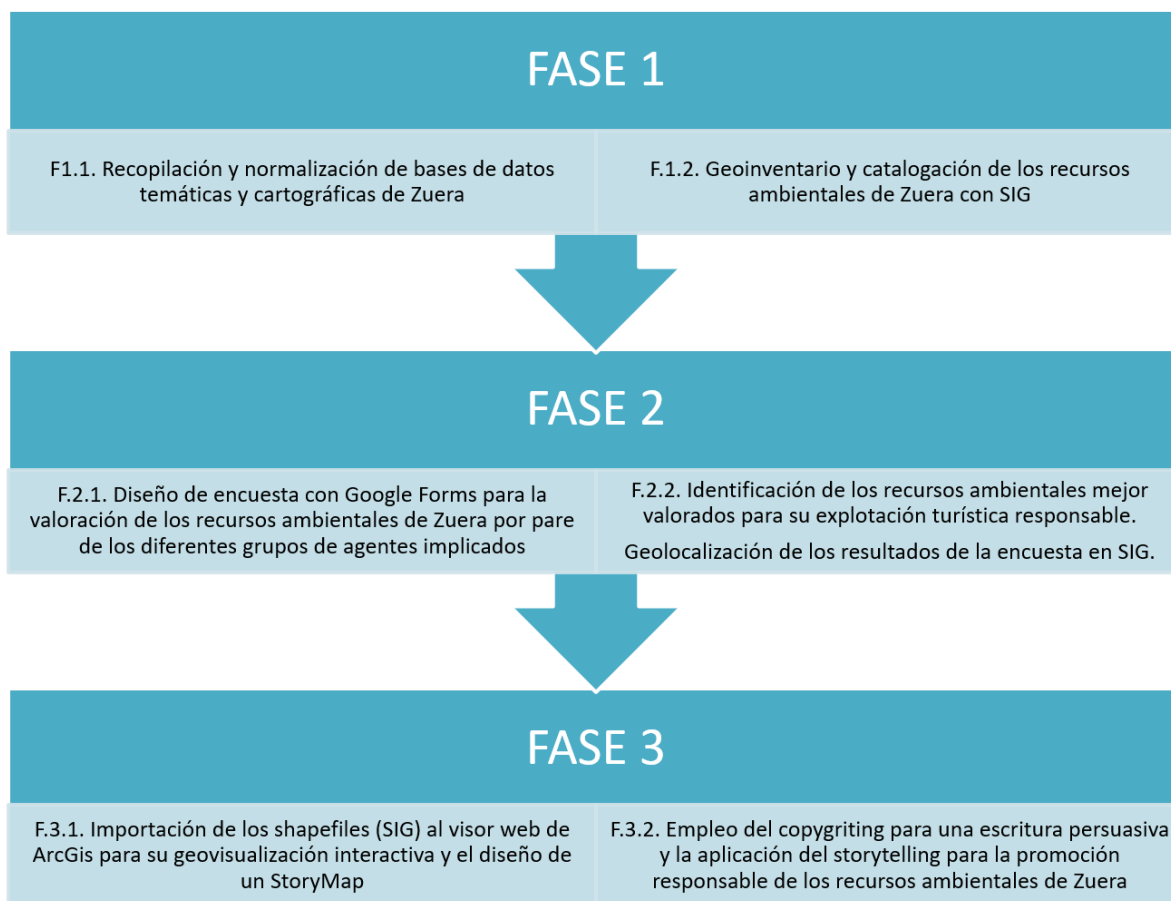 FASE 1
F1.1. Recopilación y normalización de bases de datos
temáticas y cartográficas de Zuera
F.1.2. Geoinventario y catalogación de los recursos
ambientales de Zuera con SIG
FASE 2
F.2.1. Diseño de encuesta con Google Forms para la
valoración de los recursos ambientales de Zuera por pare
de los diferentes grupos de agentes implicados
F.2.2. Identificación de los recursos ambientales mejor
valorados para su explotación turística responsable.
Geolocalización de los resultados de la encuesta en SIG.
FASE 3
F.3.1. Importación de los shapefiles (SIG) al visor web de
ArcGis para su geovisualización interactiva y el diseño de
un StoryMap
F.3.2. Empleo del copygriting para una escritura persuasiva
y la aplicación del storytelling para la promoción
responsable de los recursos ambientales de Zuera